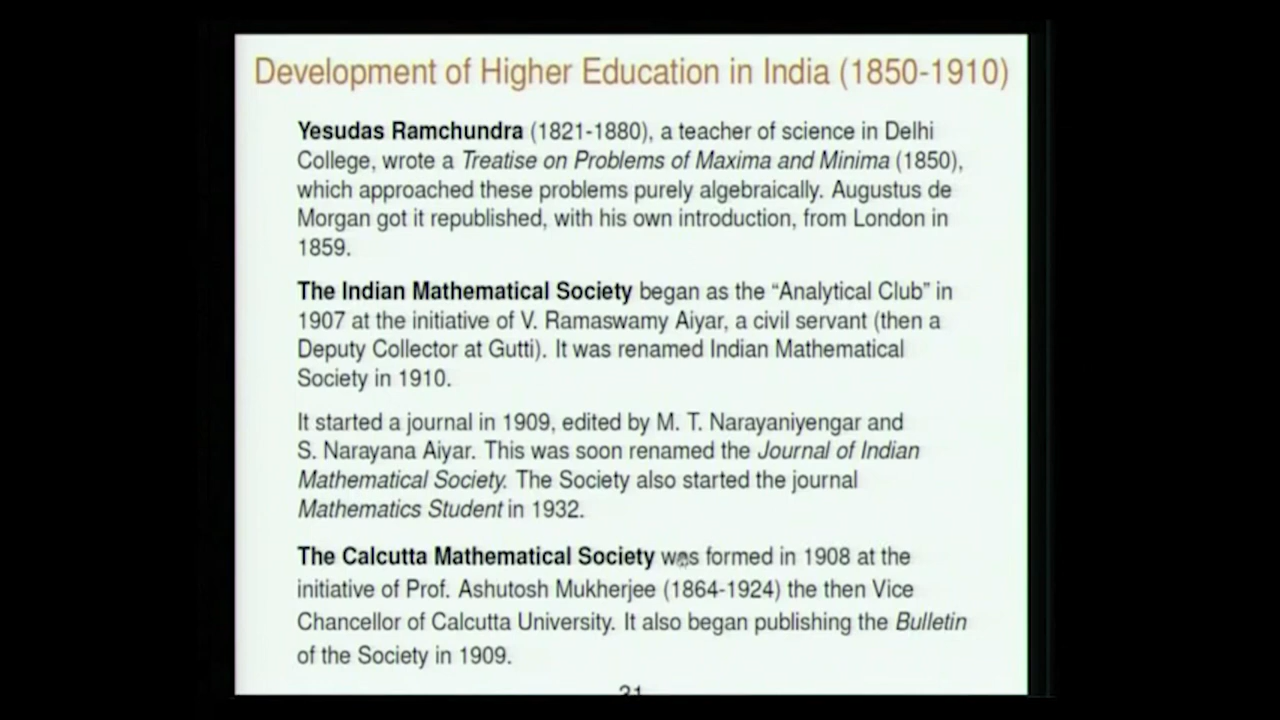 Development of Higher Education in India (1850-1910)
Yesudas Ramchundra (1821-1880), a teacher of science in Delhi
College, wrote a Treatise on Problems of Maxima and Minima (1850),
which approached these problems purely algebraically. Augustus de
Morgan got it republished, with his own introduction, from London in
1859.
The Indian Mathematical Society began as the “Analytical Club” in
1907 at the initiative of V. Ramaswamy Aiyar, a civil servant (then a
Deputy Collector at Gutti). It was renamed Indian Mathematical
Society in 1910.
It started a journal in 1909, edited by M. T. Narayaniyengar and
S. Narayana Aiyar. This was soon renamed the Journal of Indian
Mathematical Society. The Society also started the journal
Mathematics Student in 1932.
The Calcutta Mathematical Society was formed in 1908 at the
initiative of Prof. Ashutosh Mukherjee (1864-1924) the then Vice
Chancellor of Calcutta University. It also began publishing the Bulletin
of the Society in 1909.